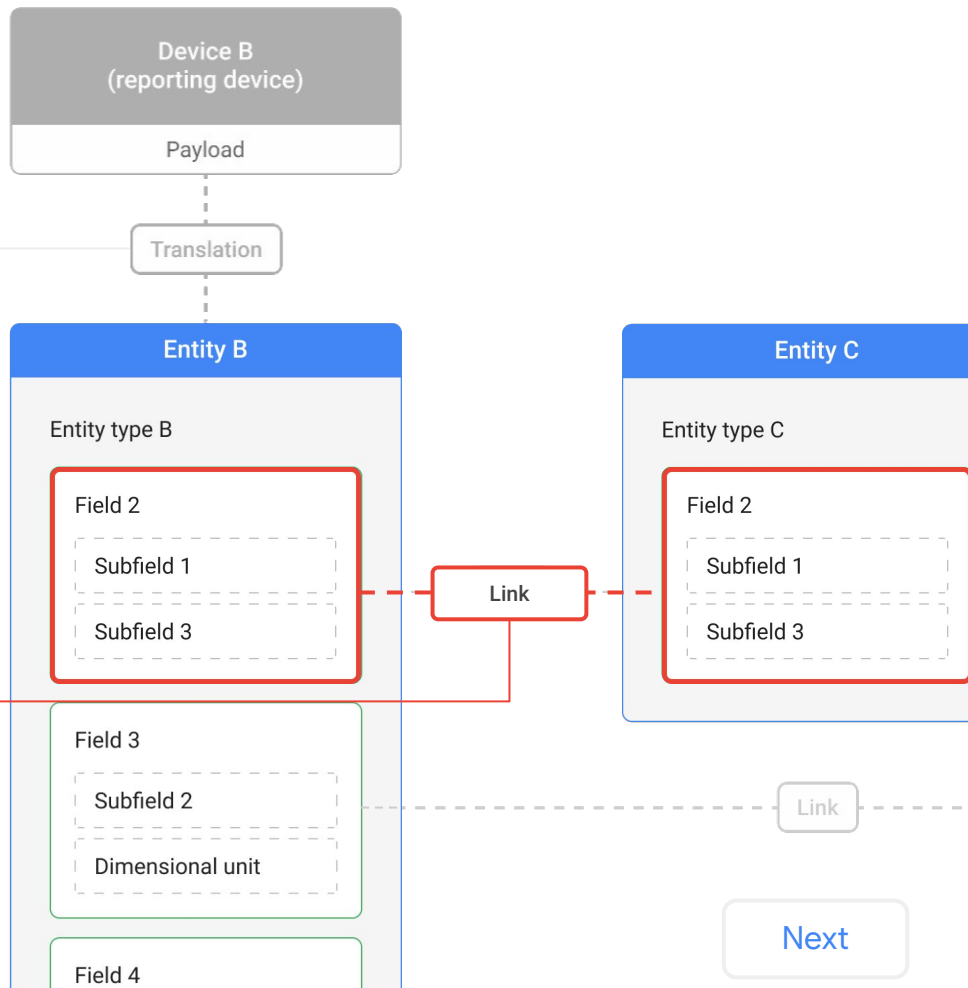 Device B
(reporting device)
Payload
Translation
Entity B
Entity type B
Field 2
Subfield 1
Subfield 3
Link
Entity C
Entity type C
Field 2
Subfield 1
Subfield 3
Field 3
Subfield 2
Dimensional unit
Link
Field 4
Next